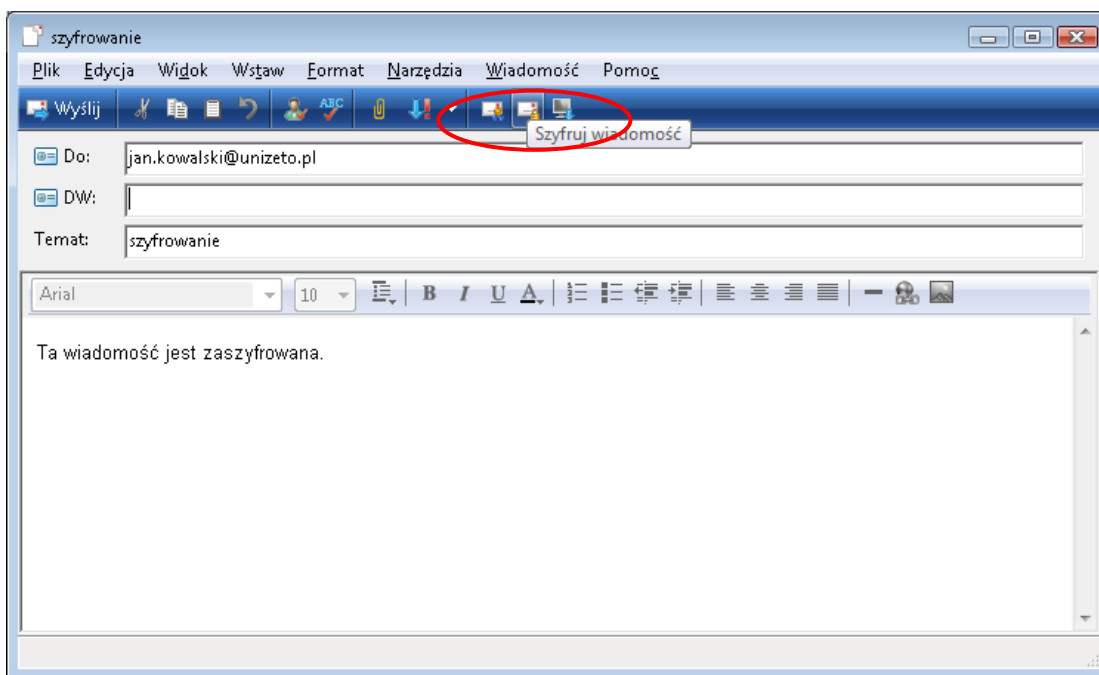 szyfrowanie
Plik Edycja Widok Wstaw Format Narzędzia Wiadomość Pomoc
Wyślij ABC
Szyfruj wiadomość
Do: jan.kowalski@unizeto.pl
DW:
Temat: szyfrowanie
Arial 10 B I U A
Ta wiadomość jest zaszyfrowana.